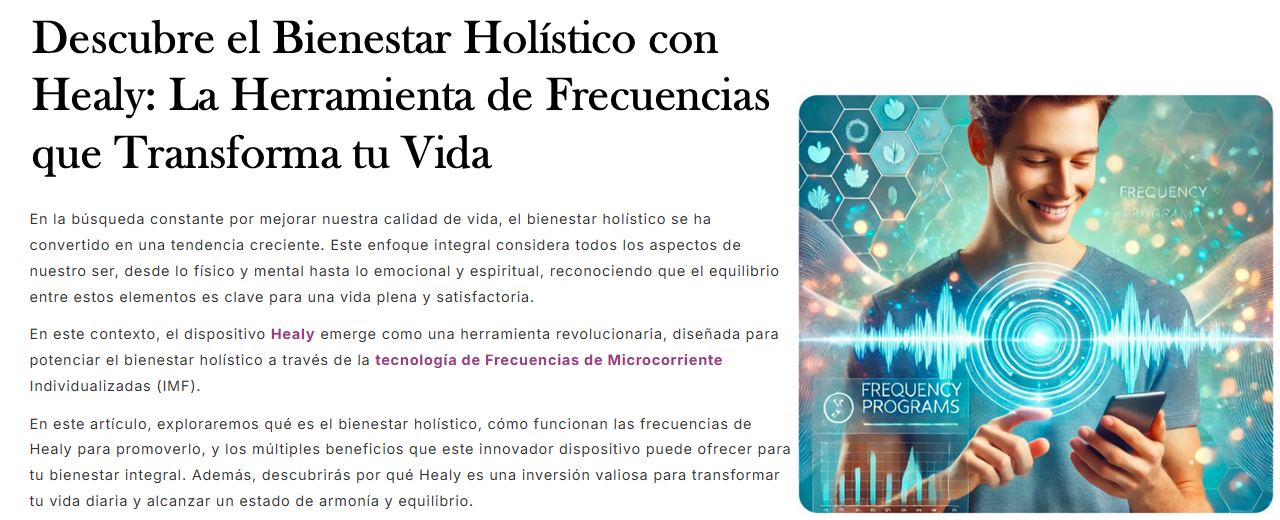 Descubre el Bienestar Holístico con
Healy: La Herramienta de Frecuencias
que Transforma tu Vida
En la búsqueda constante por mejorar nuestra calidad de vida, el bienestar holístico se ha
convertido en una tendencia creciente. Este enfoque integral considera todos los aspectos de
nuestro ser, desde lo físico y mental hasta lo emocional y espiritual, reconociendo que el equilibrio
entre estos elementos es clave para una vida plena y satisfactoria.
En este contexto, el dispositivo Healy emerge como una herramienta revolucionaria, diseñada para
potenciar el bienestar holístico a través de la tecnología de Frecuencias de Microcorriente
Individualizadas (IMF).
En este artículo, exploraremos qué es el bienestar holístico, cómo funcionan las frecuencias de
Healy para promoverlo, y los múltiples beneficios que este innovador dispositivo puede ofrecer para
tu bienestar integral. Además, descubrirás por qué Healy es una inversión valiosa para transformar
tu vida diaria y alcanzar un estado de armonía y equilibrio.
FREQUENCY
PROGRAM
FREQUENCY
PROGRAMS